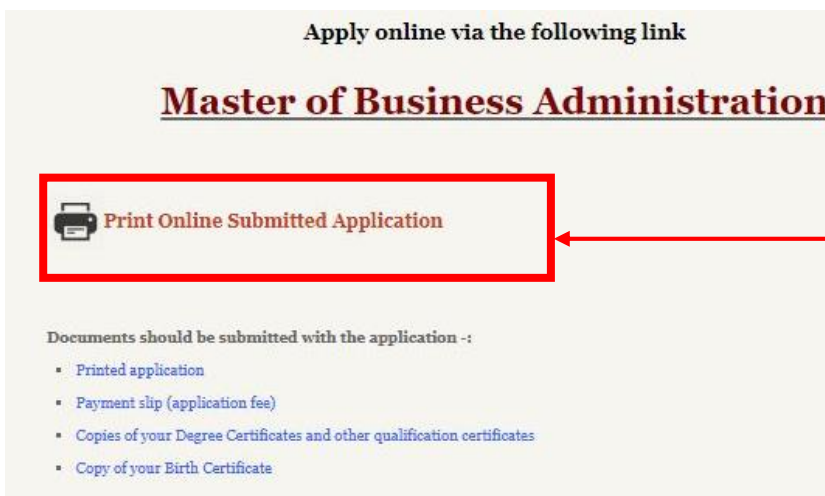 Apply online via the following link
Master of Business Administration
Print Online Submitted Application
Documents should be submitted with the application -:
Printed application
Payment slip (application fee)
Copies of your Degree Certificates and other qualification certificates
Copy of your Birth Certificate